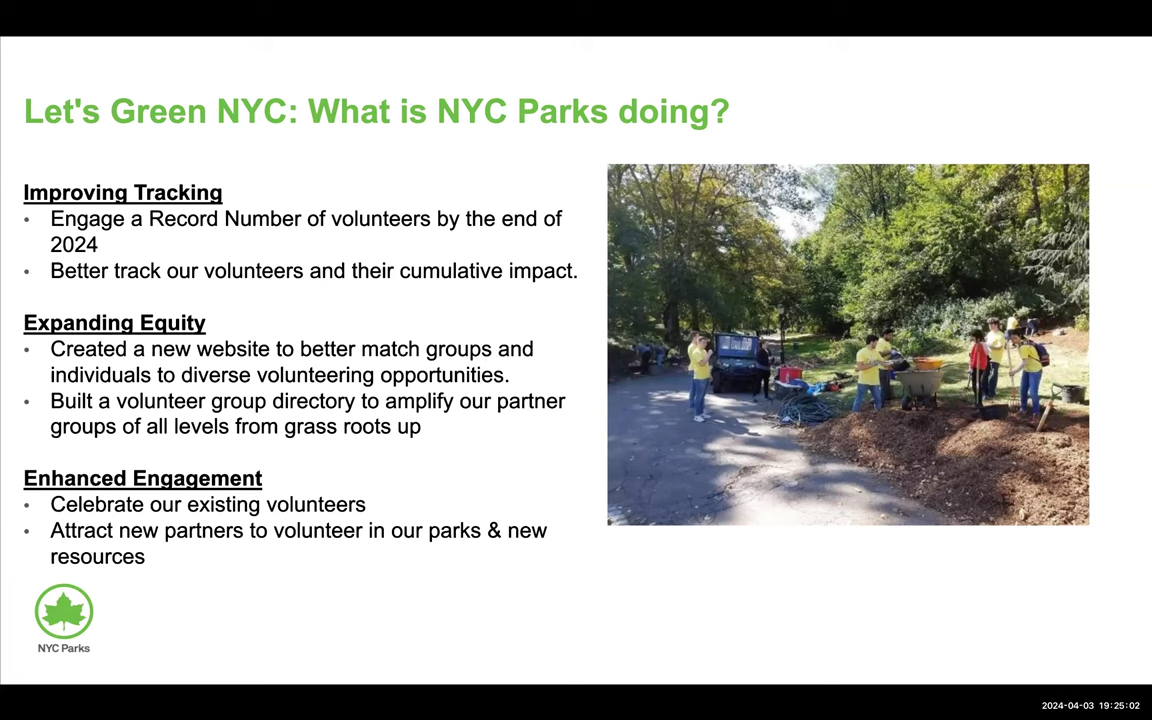 Let's Green NYC: What is NYC Parks doing?
Improving Tracking
• Engage a Record Number of volunteers by the end of
2024
• Better track our volunteers and their cumulative impact.
Expanding Equity
• Created a new website to better match groups and
individuals to diverse volunteering opportunities.
• Built a volunteer group directory to amplify our partner
groups of all levels from grass roots up
Enhanced Engagement
• Celebrate our existing volunteers
• Attract new partners to volunteer in our parks & new
resources
NYC Parks
2024-04-03 19:25:02